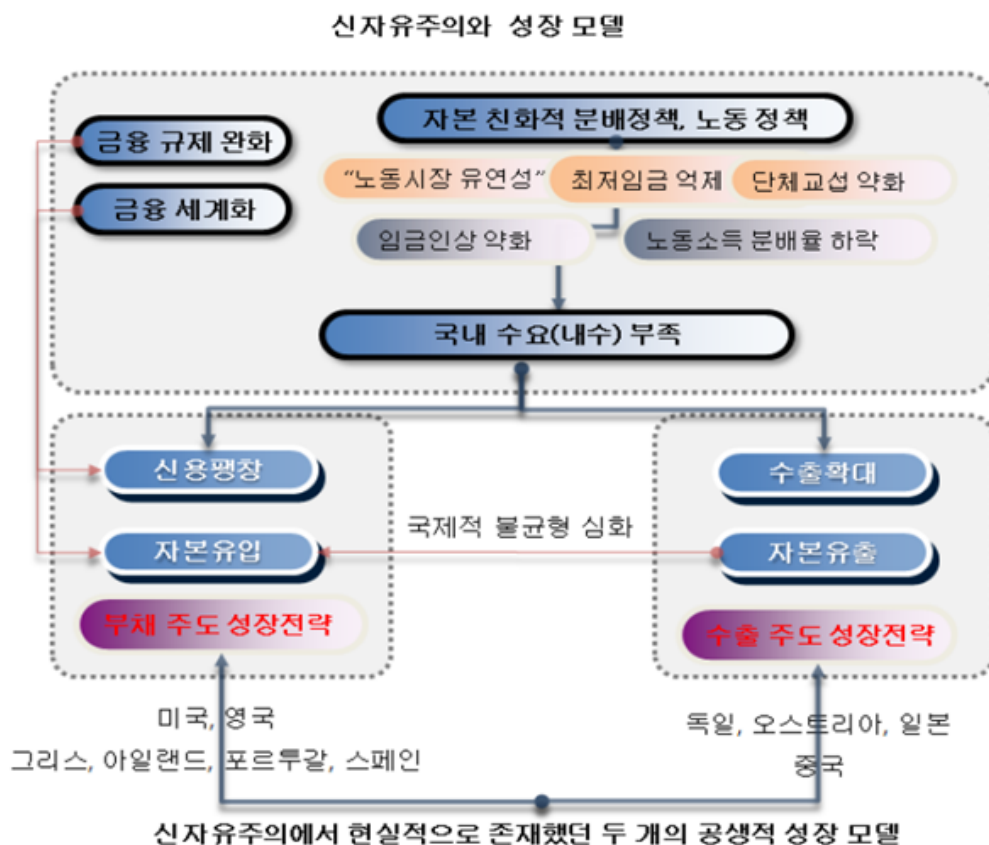 신자유주의와 성장 모델
금융 규제 완화
금융 세계화
자본 친화적 분배정책, 노동 정책
“노동시장 유연성”
최저임금 억제
단체교섭 약화
임금인상 약화
노동소득 분배율 하락
국내 수요(내수) 부족
신용팽창
자본유입
부채 주도 성장전략
국제적 불균형 심화
수출확대
자본유출
수출 주도 성장전략
미국, 영국
그리스, 아일랜드, 포르투갈, 스페인
독일, 오스트리아, 일본
중국
신자유주의에서 현실적으로 존재했던 두 개의 공생적 성장 모델